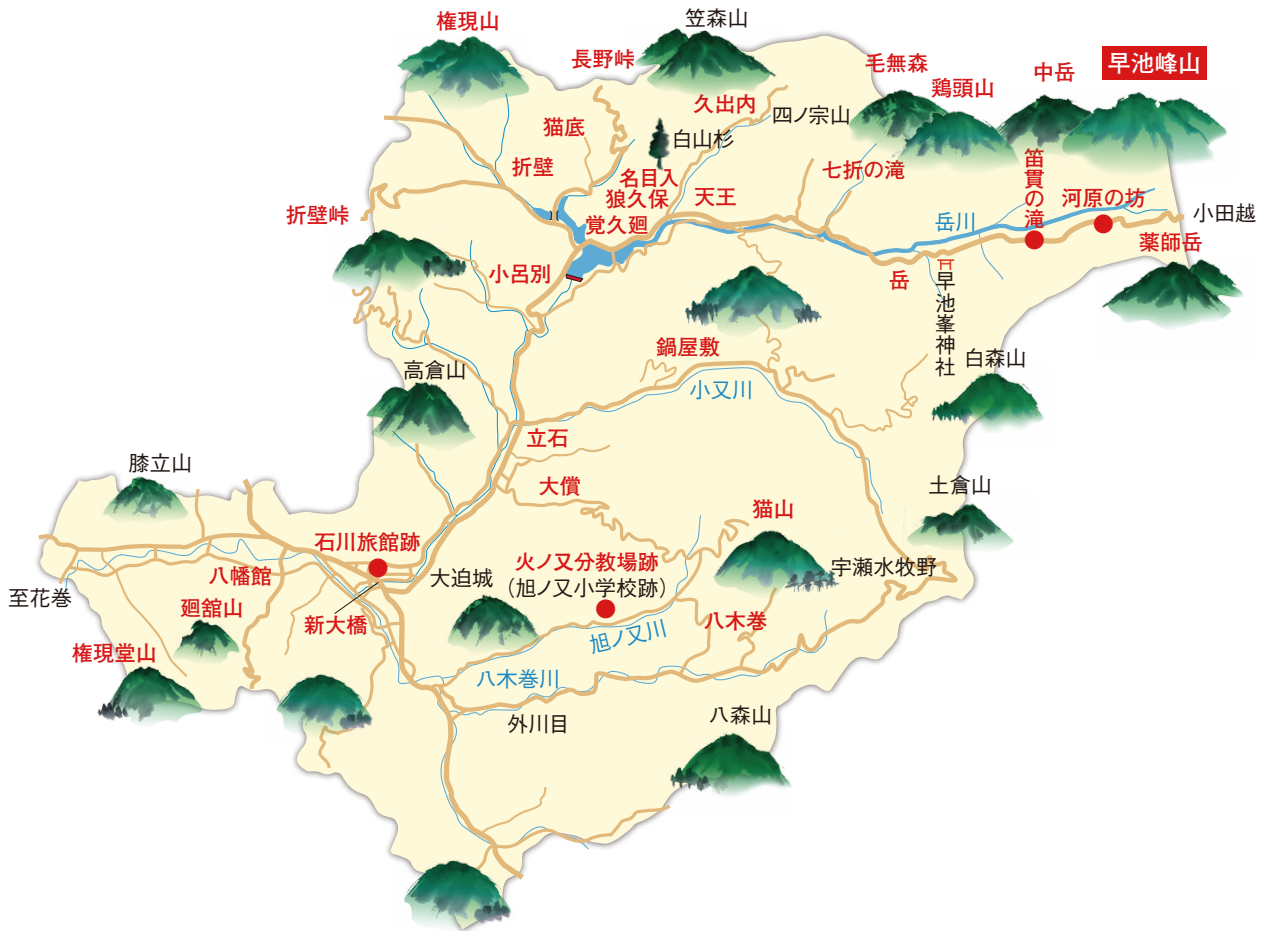 権現山
笠森山
長野峠
毛無森
中岳
早池峰山
鶏頭山
久出内
四ノ宗山
猫底
白山杉
折壁
名目入
七折の滝
笛貫の滝
狼久保
天王
河原の坊
折壁峠
覚久廻
岳川
小田越
薬師岳
小呂別
岳
早池峯神社
鍋屋敷
高倉山
小又川
白森山
立石
膝立山
大償
土倉山
猫山
石川旅館跡
火ノ又分教場跡
(旭ノ又小学校跡)
大迫城
宇瀬水牧野
八幡館
至花巻
廻舘山
新大橋
八木巻
旭ノ又川
権現堂山
八木巻川
外川目
八森山